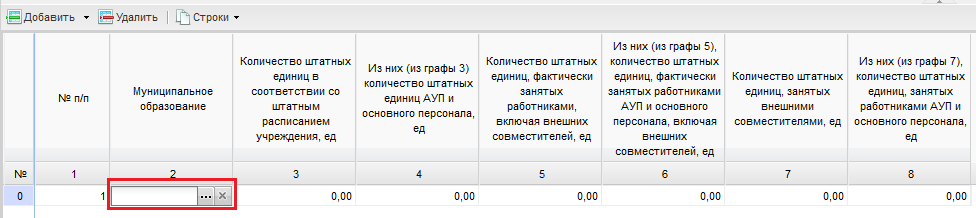 Добавить Удалить Строки
№ п/п
Муниципальное
образование
Количество штатных
единиц в
соответствии со
штатным
расписанием
учреждения, ед
Из них (из графы 3)
количество штатных
единиц АУП и
основного персонала,
ед
Количество штатных
единиц, фактически
занятых
работниками,
включая внешних
совместителей, ед
Из них (из графы 5),
количество штатных
единиц, фактически
занятых работниками
АУП и основного
персонала, включая
внешних
совместителей, ед
Количество штатных
единиц, занятых
внешними
совместителями, ед
Из них (из графы 7),
количество штатных
единиц, занятых
работниками АУП и
основного персонала,
ед
№ 1 2 3 4 5 6 7 8
0 1 ... × 0,00 0,00 0,00 0,00 0,00 0,00